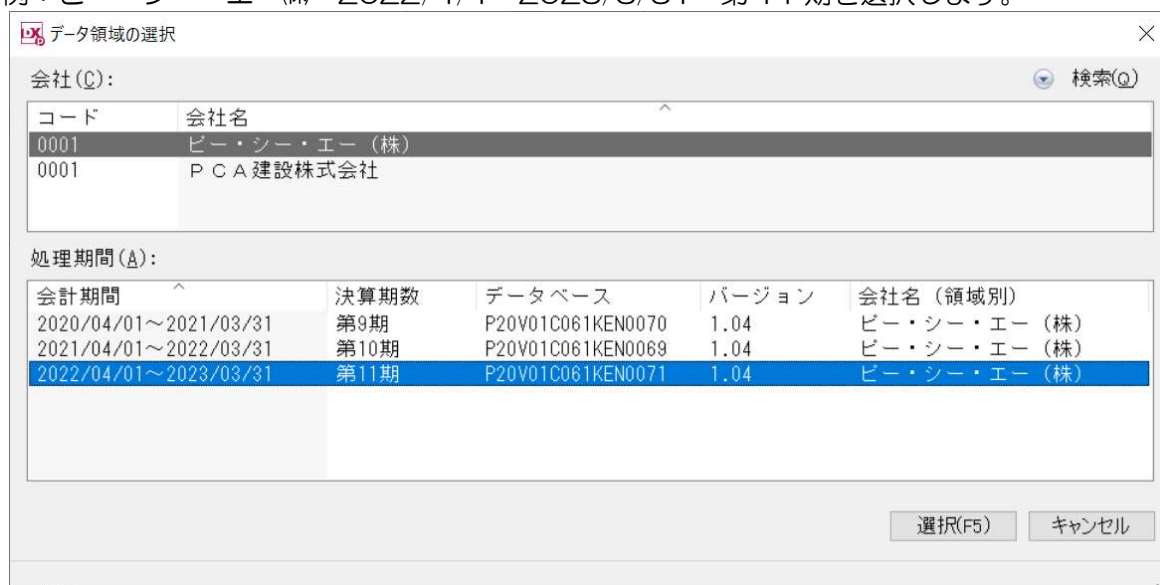 データ領域の選択
会社(C):
検索(Q)
コード 会社名
0001 ピー・シー・エー (株)
0001 PCA建設株式会社
処理期間(A):
会計期間 決算期数 データベース バージョン 会社名 (領域別)
2020/04/01～2021/03/31 第9期 P20V01C061KEN0070 1.04 ピー・シー・エー (株)
2021/04/01～2022/03/31 第10期 P20V01C061KEN0069 1.04 ピー・シー・エー (株)
2022/04/01～2023/03/31 第11期 P20V01C061KEN0071 1.04 ピー・シー・エー (株)
選択(F5) キャンセル